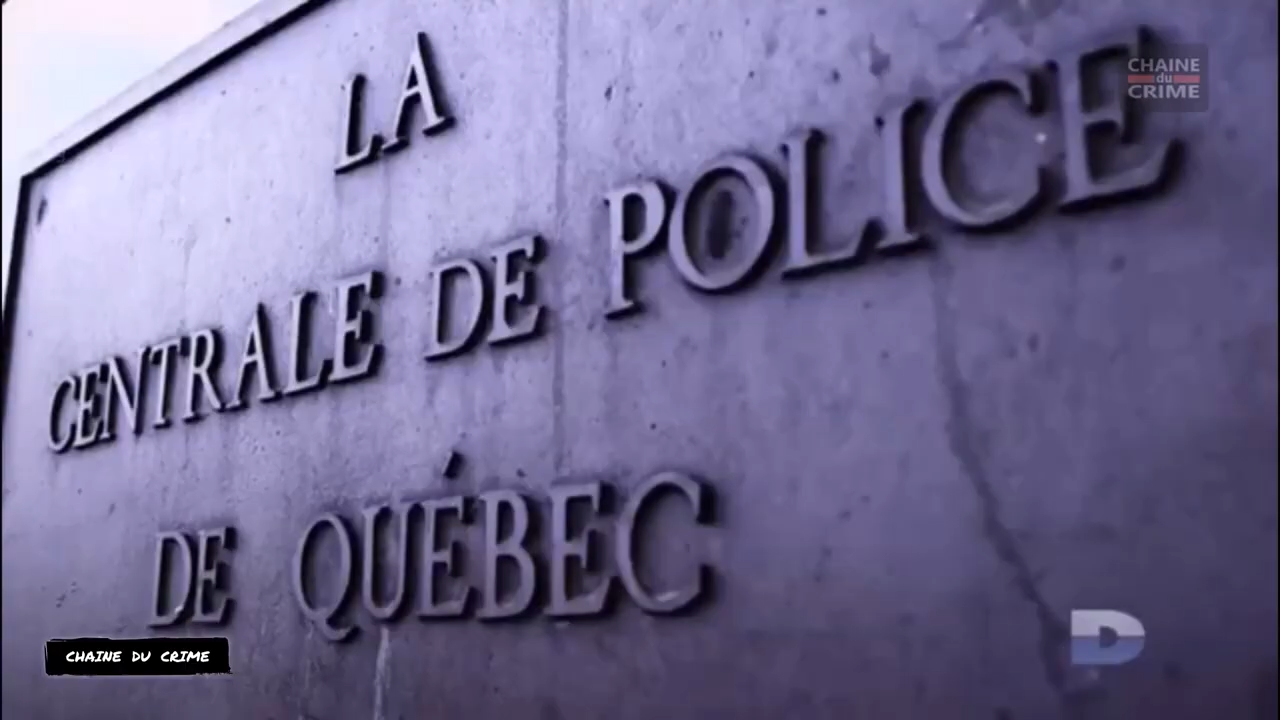 LA
CENTRALE DE POLICE
DE QUÉBEC
CHAINE
du
CRIME
CHAINE DU CRIME
D